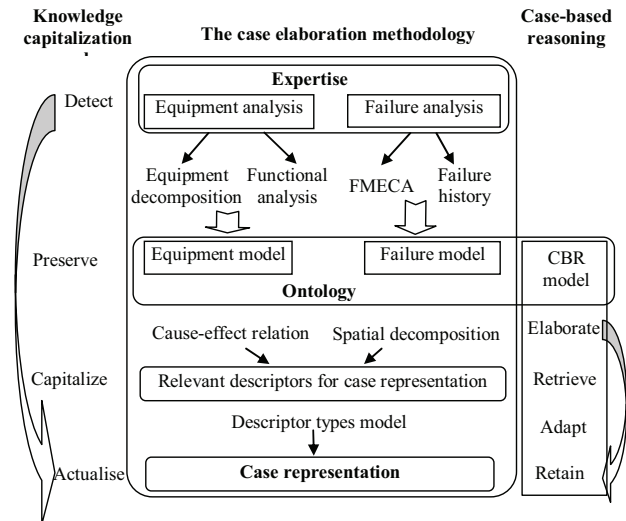 Knowledge
capitalization
The case elaboration methodology
Case-based
reasoning
Expertise
Detect
Equipment analysis
Failure analysis
Equipment
decomposition
Functional
analysis
FMECA
Failure
history
Preserve
Equipment model
Failure model
CBR
model
Ontology
Elaborate
Cause-effect relation
Spatial decomposition
Capitalize
Relevant descriptors for case representation
Retrieve
Descriptor types model
Adapt
Actualise
Case representation
Retain